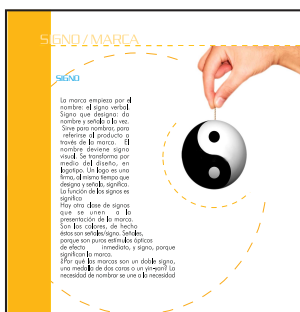 SIGNO / MARCA
SIGNO
La marca empieza por el
nombre: el signo verbal.
Signo que designa: da
nombre y señala a la vez.
Sirve para nombrar, para
referirse al producto a
través de la marca. El
nombre deviene signo
visual. Se transforma por
medio del diseño, en
logotipo. Un logo es una
firma, al mismo tiempo que
designa y señala, significa.
La función de los signos es
significa
Hay otra clase de signos
que se unen a la
presentación de la marca.
Son los colores, de hecho
éstos son señales/signo. Señales,
porque son puros estímulos ópticos
de efecto inmediato, y signo, porque
significan la marca.
¿Por qué las marcas son un doble signo,
una medalla de dos caras o un yin-yan? La
necesidad de nombrar se une a la necesidad